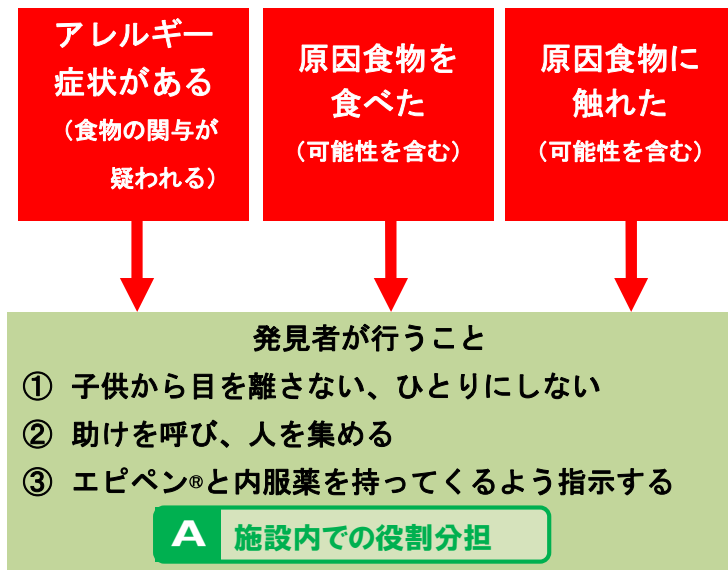 アレルギー
症状がある
（食物の関与が
疑われる）
原因食物を
食べた
（可能性を含む）
原因食物に
触れた
（可能性を含む）
発見者が行うこと
① 子供から目を離さない、ひとりにしない
② 助けを呼び、人を集める
③ エピペン®と内服薬を持ってくるよう指示する
A 施設内での役割分担